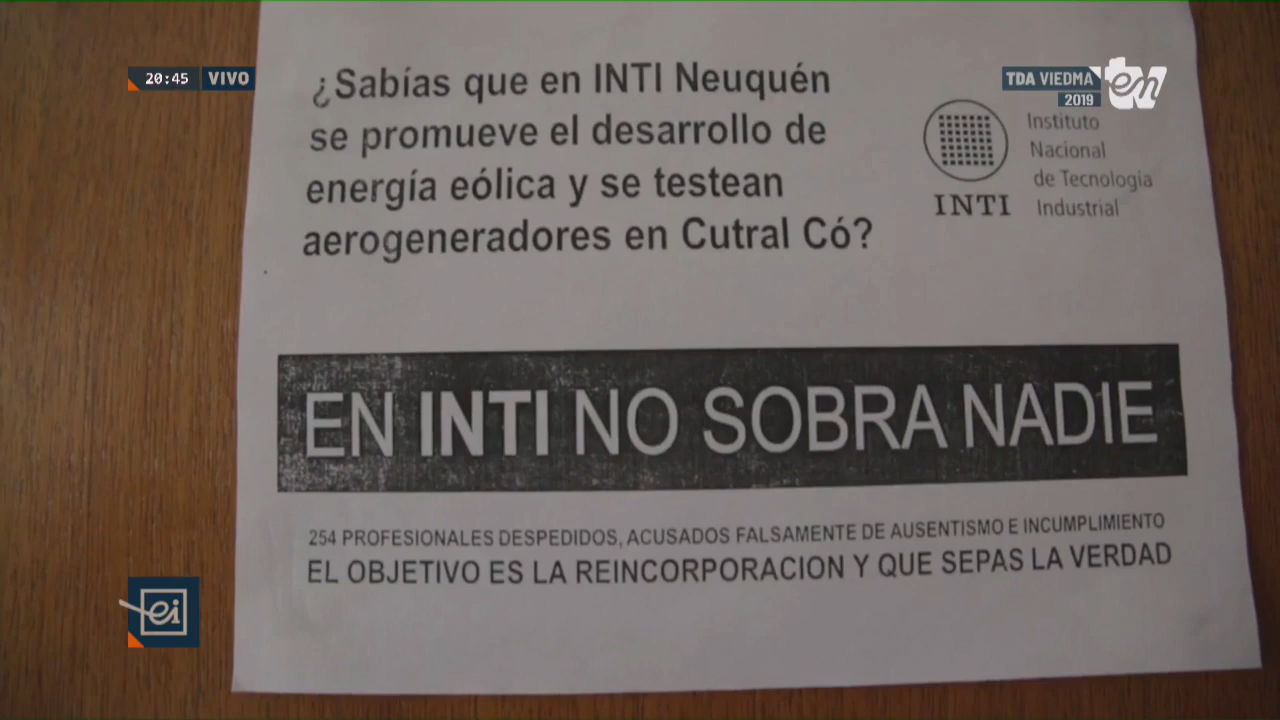 20:45 VIVO
TDA VIEDMA
2019
en
¿Sabías que en INTI Neuquén
se promueve el desarrollo de
energía eólica y se testean
aerogeneradores en Cutral Có?
INTI
Instituto
Nacional
de Tecnología
Industrial
EN INTI NO SOBRA NADIE
254 PROFESIONALES DESPEDIDOS, ACUSADOS FALSAMENTE DE AUSENTISMO E INCUMPLIMIENTO
EL OBJETIVO ES LA REINCORPORACION Y QUE SEPAS LA VERDAD
ei